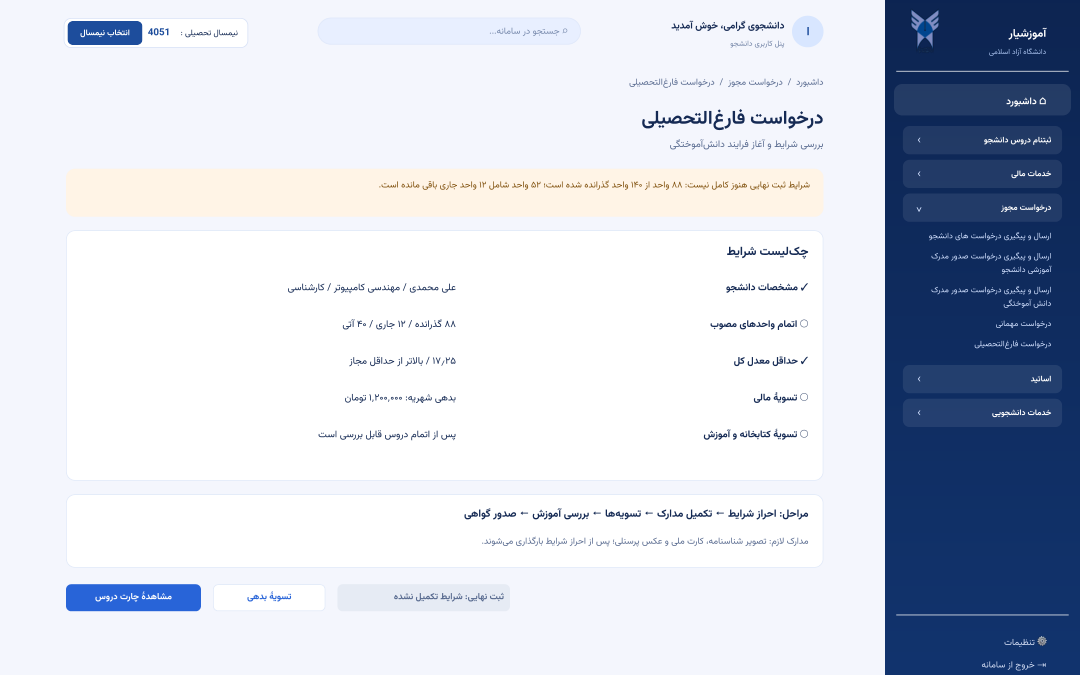 آموزشیار
دانشگاه آزاد اسلامی
⌂ داشبورد
ثبتنام دروس دانشجو
خدمات مالی
درخواست مجوز
ارسال و پیگیری درخواست های دانشجو
ارسال و پیگیری درخواست صدور مدرک
آموزشی دانشجو
ارسال و پیگیری درخواست صدور مدرک
دانش آموختگی
درخواست مهمانی
درخواست فارغ‌التحصیلی
اساتید
خدمات دانشجویی
تنظیمات
خروج از سامانه
ا
دانشجوی گرامی، خوش آمدید
پنل کاربری دانشجو
جستجو در سامانه...
نیمسال تحصیلی : 4051 انتخاب نیمسال
داشبورد / درخواست مجوز / درخواست فارغ‌التحصیلی
درخواست فارغ‌التحصیلی
بررسی شرایط و آغاز فرایند دانش‌آموختگی
شرایط ثبت نهایی هنوز کامل نیست: ۸۸ واحد از ۱۴۰ واحد گذرانده شده است؛ ۵۲ واحد شامل ۱۲ واحد جاری باقی مانده است.
چک‌لیست شرایط
✓ مشخصات دانشجو علی محمدی / مهندسی کامپیوتر / کارشناسی
○ اتمام واحدهای مصوب ۸۸ گذرانده / ۱۲ جاری / ۴۰ آتی
✓ حداقل معدل کل ۱۷٫۲۵ / بالاتر از حداقل مجاز
○ تسویهٔ مالی بدهی شهریه: ۱,۲۰۰,۰۰۰ تومان
○ تسویهٔ کتابخانه و آموزش پس از اتمام دروس قابل بررسی است
مراحل: احراز شرایط ← تکمیل مدارک ← تسویه‌ها ← بررسی آموزش ← صدور گواهی
مدارک لازم: تصویر شناسنامه، کارت ملی و عکس پرسنلی؛ پس از احراز شرایط بارگذاری می‌شوند.
ثبت نهایی: شرایط تکمیل نشده
تسویهٔ بدهی
مشاهدهٔ چارت دروس